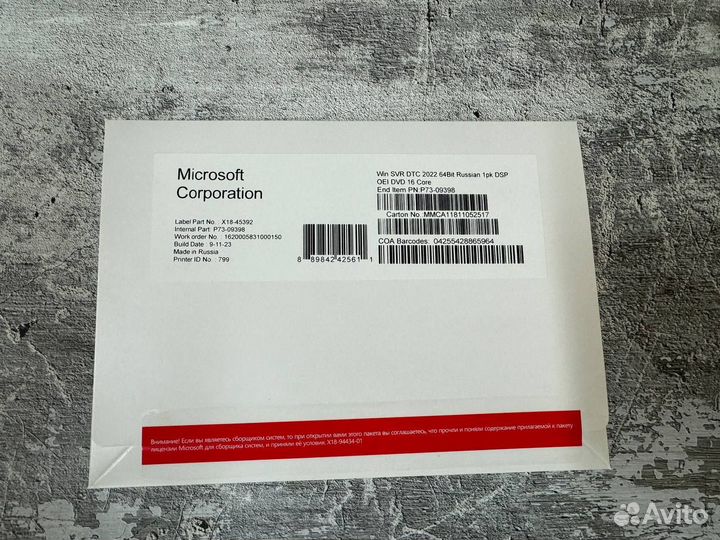 Microsoft
Corporation
Label Part No. : X18-45392
Internal Part: P73-09398
Work order No. : 1620005831000150
Build Date : 9-11-23
Made in Russia
Printer ID No. : 799
8 89842 42561 1
Win SVR DTC 2022 64Bit Russian 1pk DSP
OEI DVD 16 Core
End Item PN:P73-09398
Carton No.:MMCA11811052517
COA Barcodes: 04255428865964
Внимание! Если вы являетесь сборщиком систем, то при открытии вами этого пакета вы соглашаетесь, что прочли и поняли содержание прилагаемой к пакету
лицензии Microsoft для сборщика систем, и приняли её условия. X18-94434-01
Avito